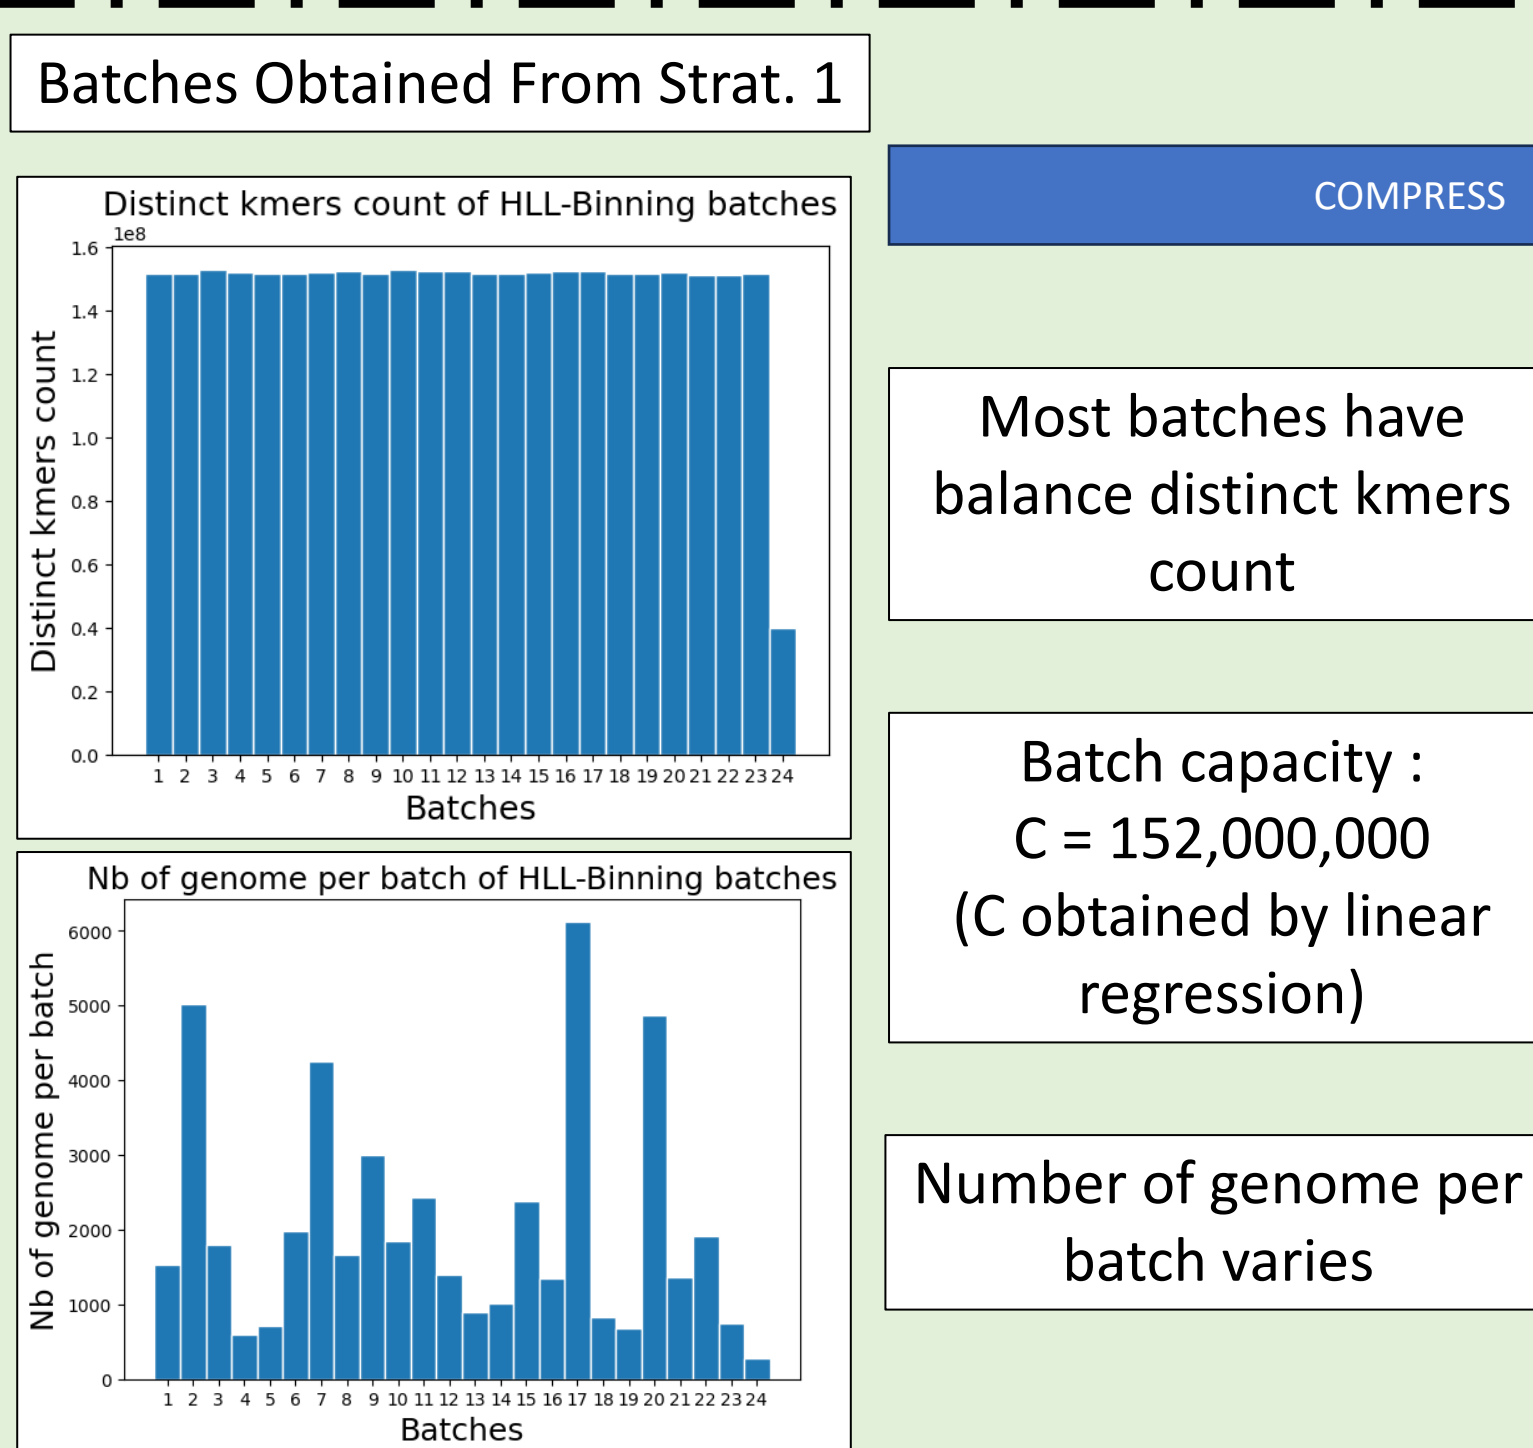 Batches Obtained From Strat. 1
Distinct kmers count of HLL-Binning batches
1e8
1.6
1.4
1.2
1.0
0.8
0.6
0.4
0.2
0.0
Distinct kmers count
1 2 3 4 5 6 7 8 9 10 11 12 13 14 15 16 17 18 19 20 21 22 23 24
Batches
Nb of genome per batch of HLL-Binning batches
6000
5000
4000
3000
2000
1000
0
Nb of genome per batch
1 2 3 4 5 6 7 8 9 10 11 12 13 14 15 16 17 18 19 20 21 22 23 24
Batches
COMPRESS
Most batches have
balance distinct kmers
count
Batch capacity :
C = 152,000,000
(C obtained by linear
regression)
Number of genome per
batch varies